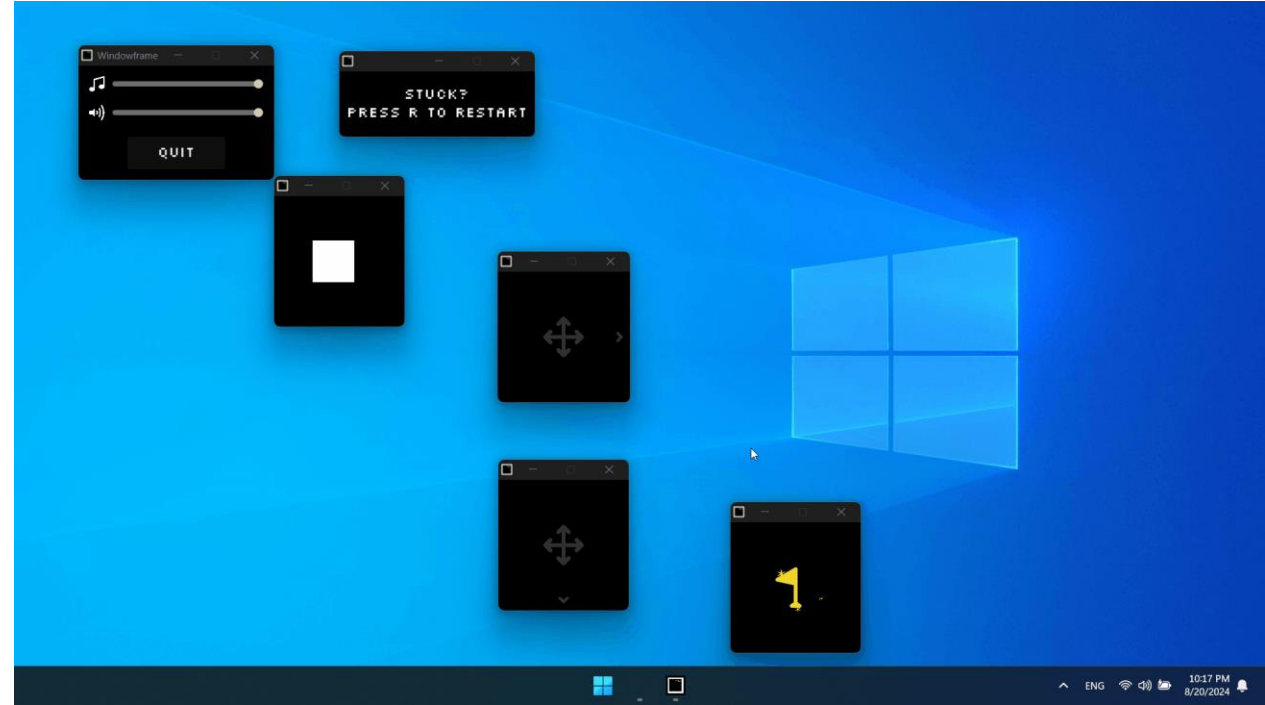 Windowframe
STUCK?
PRESS R TO RESTART
QUIT
ENG
10:17 PM
8/20/2024